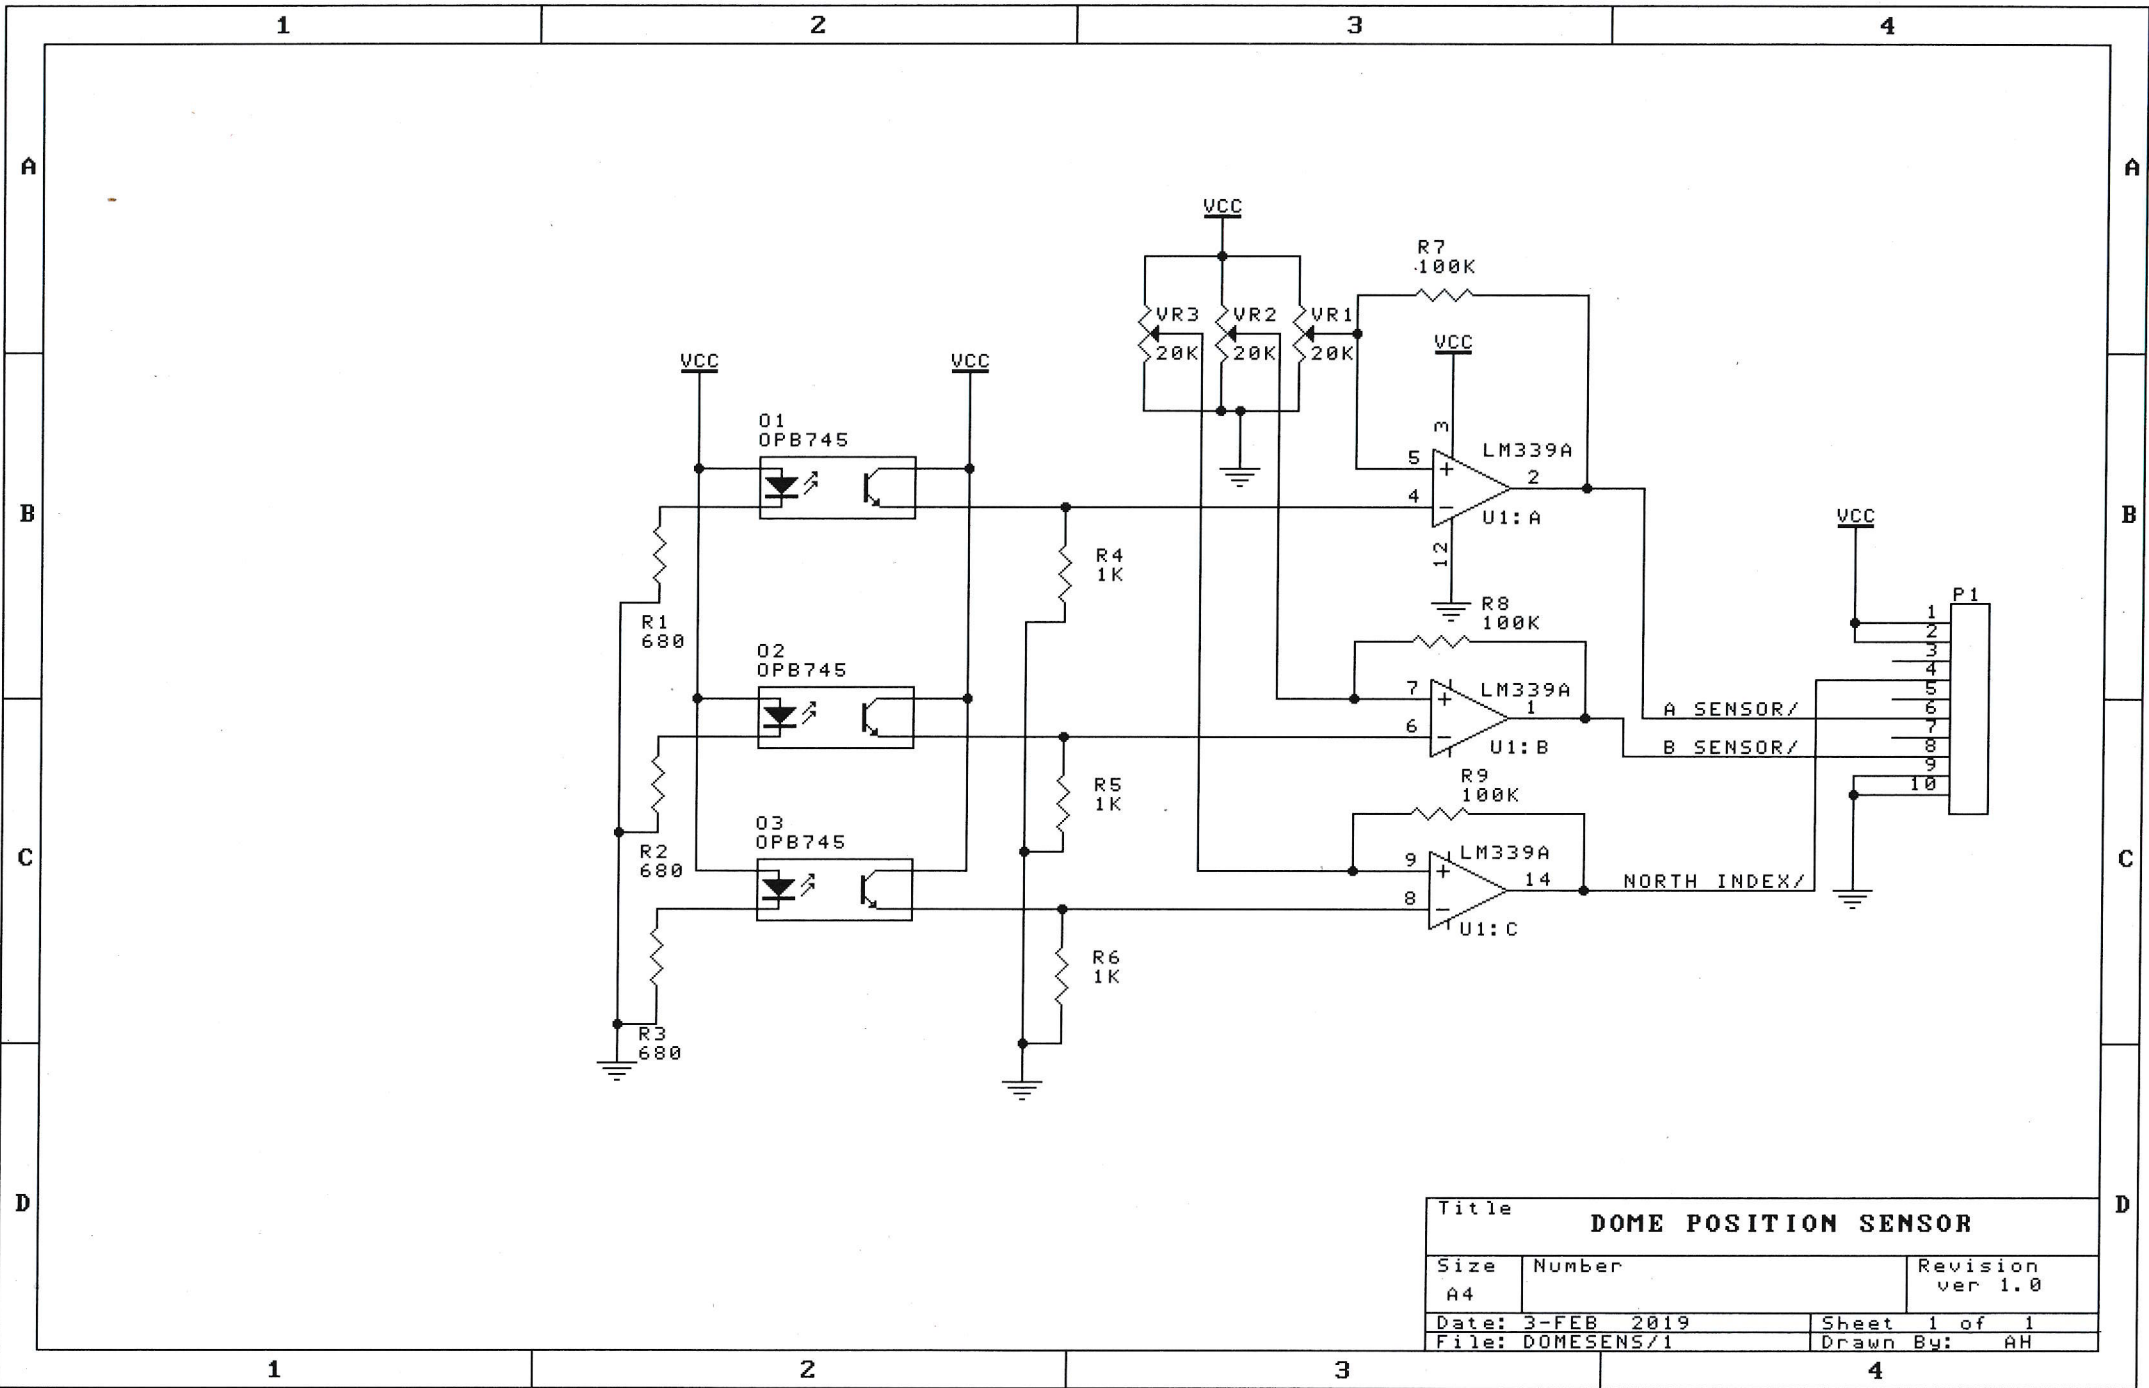 1 2 3 4
A A
VCC
R7
100K
VR3 VR2 VR1
20K 20K 20K
VCC
VCC VCC
O1
OPB745
3
LM339A
5 +
2
4 -
U1:A
12
B B
VCC
R4
1K
R1
680
R8
100K
P1
1
2
3
4
5
6
7
8
9
10
O2
OPB745
7 +
LM339A
1
6 -
U1:B
A SENSOR/
B SENSOR/
R5
1K
R9
100K
O3
OPB745
R2
680
C C
9 +
LM339A
14
8 -
U1:C
NORTH INDEX/
R6
1K
R3
680
D D
Title
DOME POSITION SENSOR
Size Number Revision
A4 ver 1.0
Date: 3-FEB 2019 Sheet 1 of 1
File: DOMESENS/1 Drawn By: AH
1 2 3 4